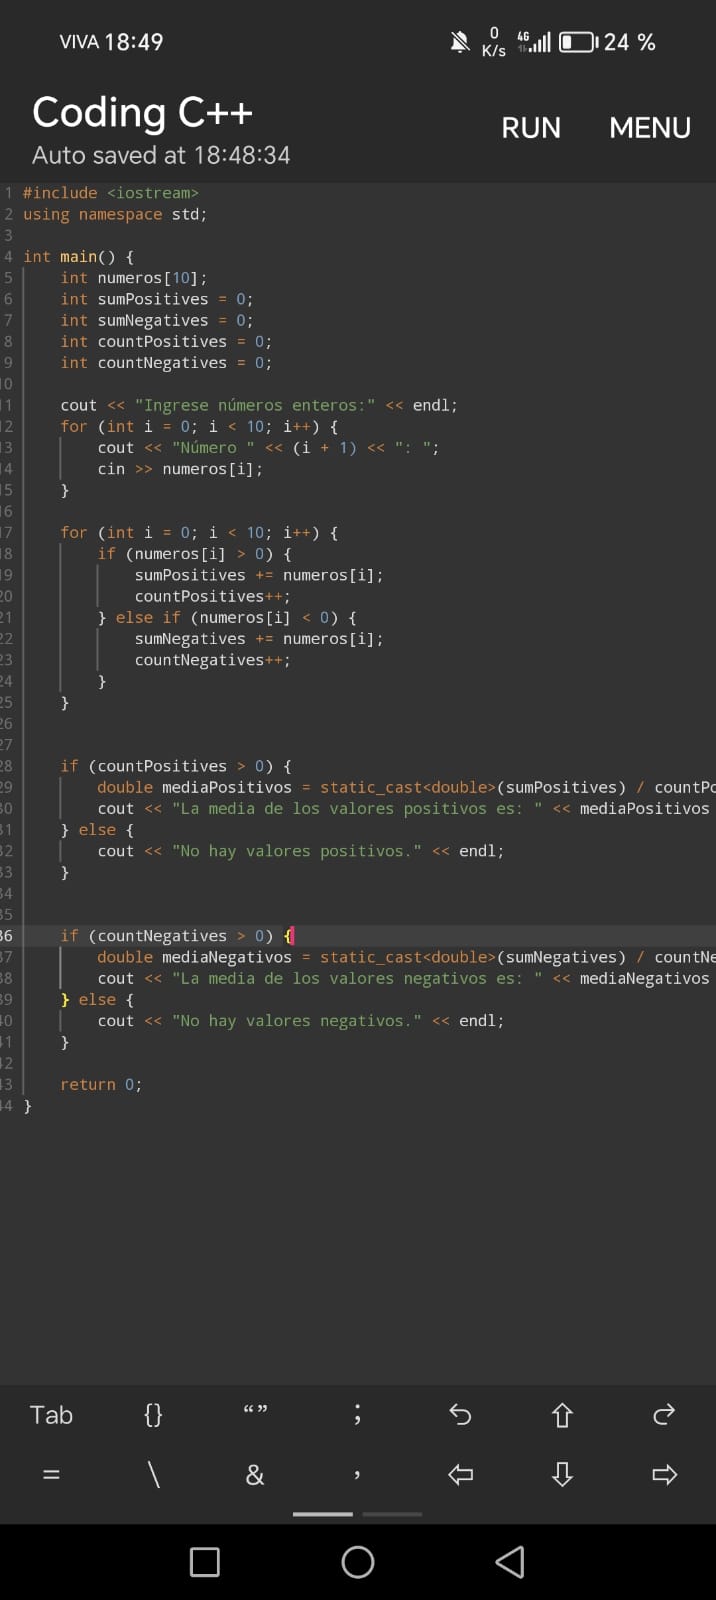 VIVA 18:49
0 K/s 4G 24 %
Coding C++
RUN MENU
Auto saved at 18:48:34
1 #include <iostream>
2 using namespace std;
3
4 int main() {
5     int numeros[10];
6     int sumPositives = 0;
7     int sumNegatives = 0;
8     int countPositives = 0;
9     int countNegatives = 0;
10
11     cout << "Ingrese números enteros:" << endl;
12     for (int i = 0; i < 10; i++) {
13         cout << "Número " << (i + 1) << ": ";
14         cin >> numeros[i];
15     }
16
17     for (int i = 0; i < 10; i++) {
18         if (numeros[i] > 0) {
19             sumPositives += numeros[i];
20             countPositives++;
21         } else if (numeros[i] < 0) {
22             sumNegatives += numeros[i];
23             countNegatives++;
24         }
25     }
26
27
28     if (countPositives > 0) {
29         double mediaPositivos = static_cast<double>(sumPositives) / countPo
30         cout << "La media de los valores positivos es: " << mediaPositivos
31     } else {
32         cout << "No hay valores positivos." << endl;
33     }
34
35
36     if (countNegatives > 0) {
37         double mediaNegativos = static_cast<double>(sumNegatives) / countNe
38         cout << "La media de los valores negativos es: " << mediaNegativos
39     } else {
40         cout << "No hay valores negativos." << endl;
41     }
42
43     return 0;
44 }
Tab {} “” ;
= \ & ,